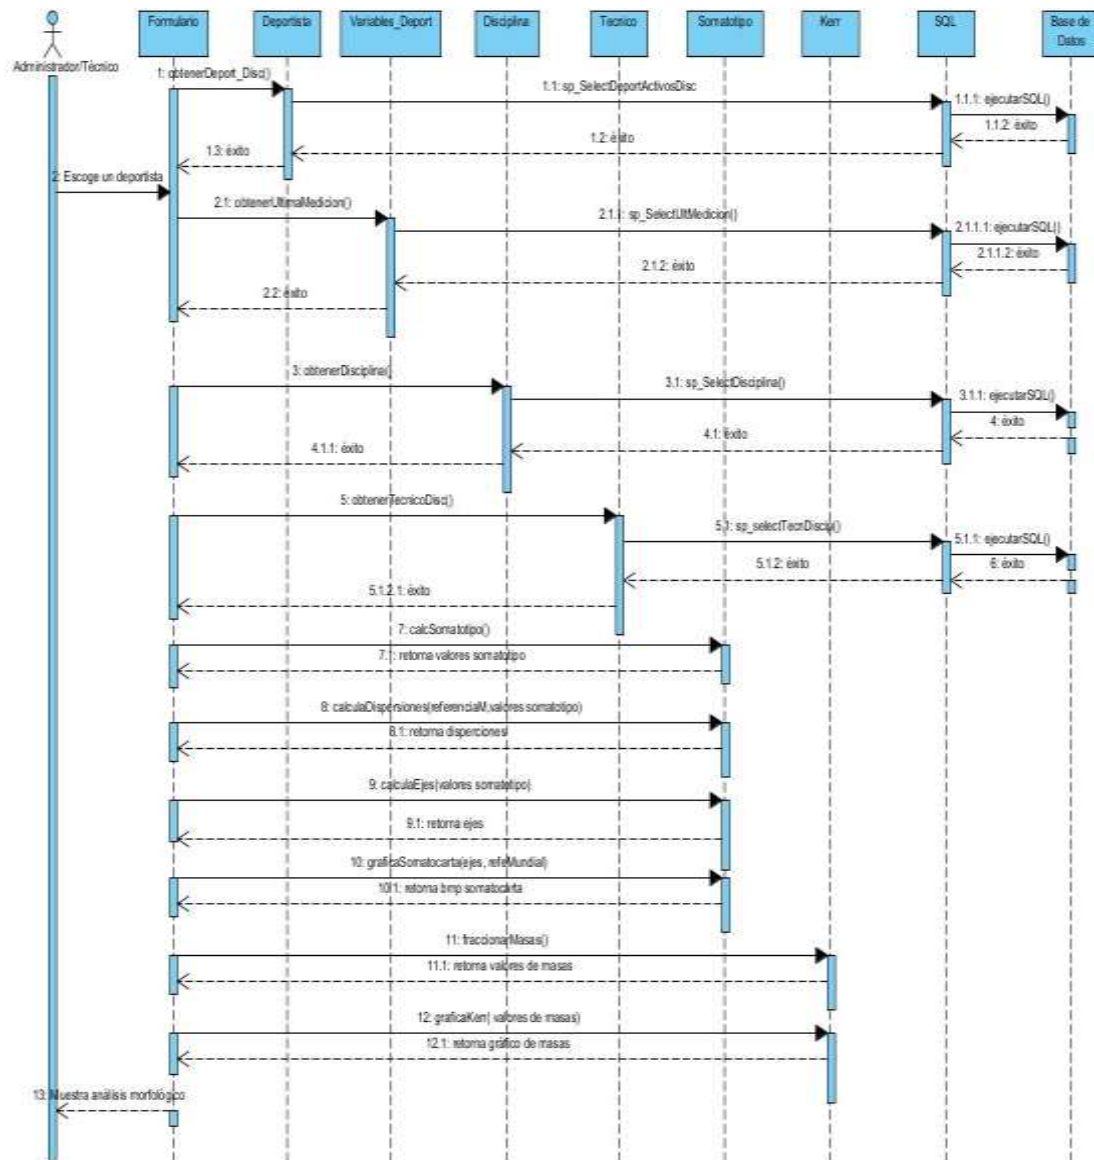 Formulario
Deportista
Variables_Deport
Disciplina
Tecnico
Somatotipo
Kerr
SQL
Base de
Datos
Administrador/Técnico
1: obtenerDeport_Disc()
1.1: sp_SelectDeportActivosDisc
1.1.1: ejecutarSQL()
1.1.2: éxito
1.2: éxito
1.3: éxito
2: Escoge un deportista
2.1: obtenerUltimaMedicion()
2.1.1: sp_SelectUltMedicion()
2.1.1.1: ejecutarSQL()
2.1.1.2: éxito
2.1.2: éxito
2.2: éxito
3: obtenerDisciplina()
3.1: sp_SelectDisciplina()
3.1.1: ejecutarSQL()
4: éxito
4.1: éxito
4.1.1: éxito
5: obtenerTecnicoDisc()
5.1: sp_selectTecnDiscip()
5.1.1: ejecutarSQL()
6: éxito
5.1.2: éxito
5.1.2.1: éxito
7: calcSomatotipo()
7.1: retorna valores somatotipo
8: calculaDispersiones(referenciaM,valores somatotipo)
8.1: retorna disperciones
9: calculaEjes(valores somatotipo)
9.1: retorna ejes
10: graficaSomatocarta(ejes, refeMundial)
10.1: retorna bmp somatocarta
11: fraccionarMasas()
11.1: retorna valores de masas
12: graficaKerr( valores de masas)
12.1: retorna gráfico de masas
13: Muestra análisis morfológico